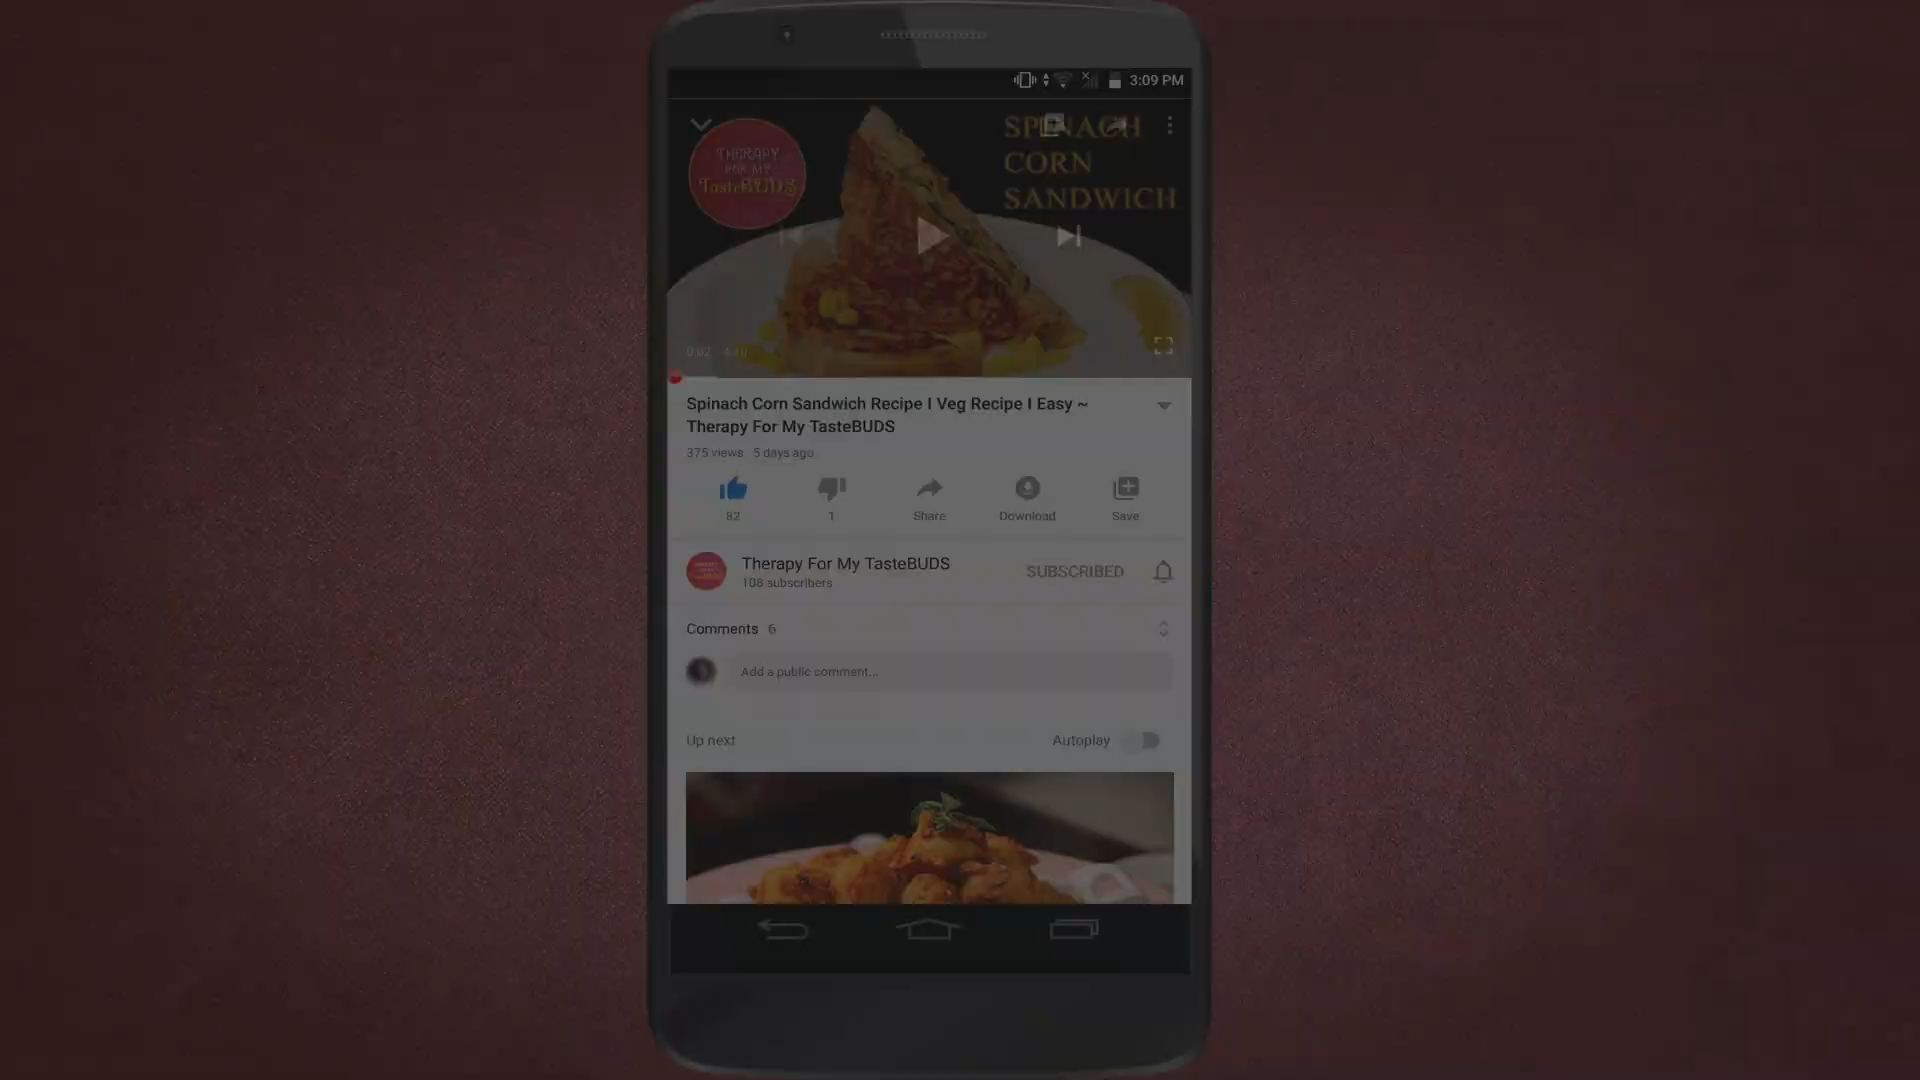 3:09 PM
THERAPY
FOR MY
TasteBUDS
SPINACH
CORN
SANDWICH
0:02
Spinach Corn Sandwich Recipe I Veg Recipe I Easy ~
Therapy For My TasteBUDS
375 views 5 days ago
82
1
Share
Download
Save
Therapy For My TasteBUDS
108 subscribers
SUBSCRIBED
Comments 6
Add a public comment...
Up next
Autoplay